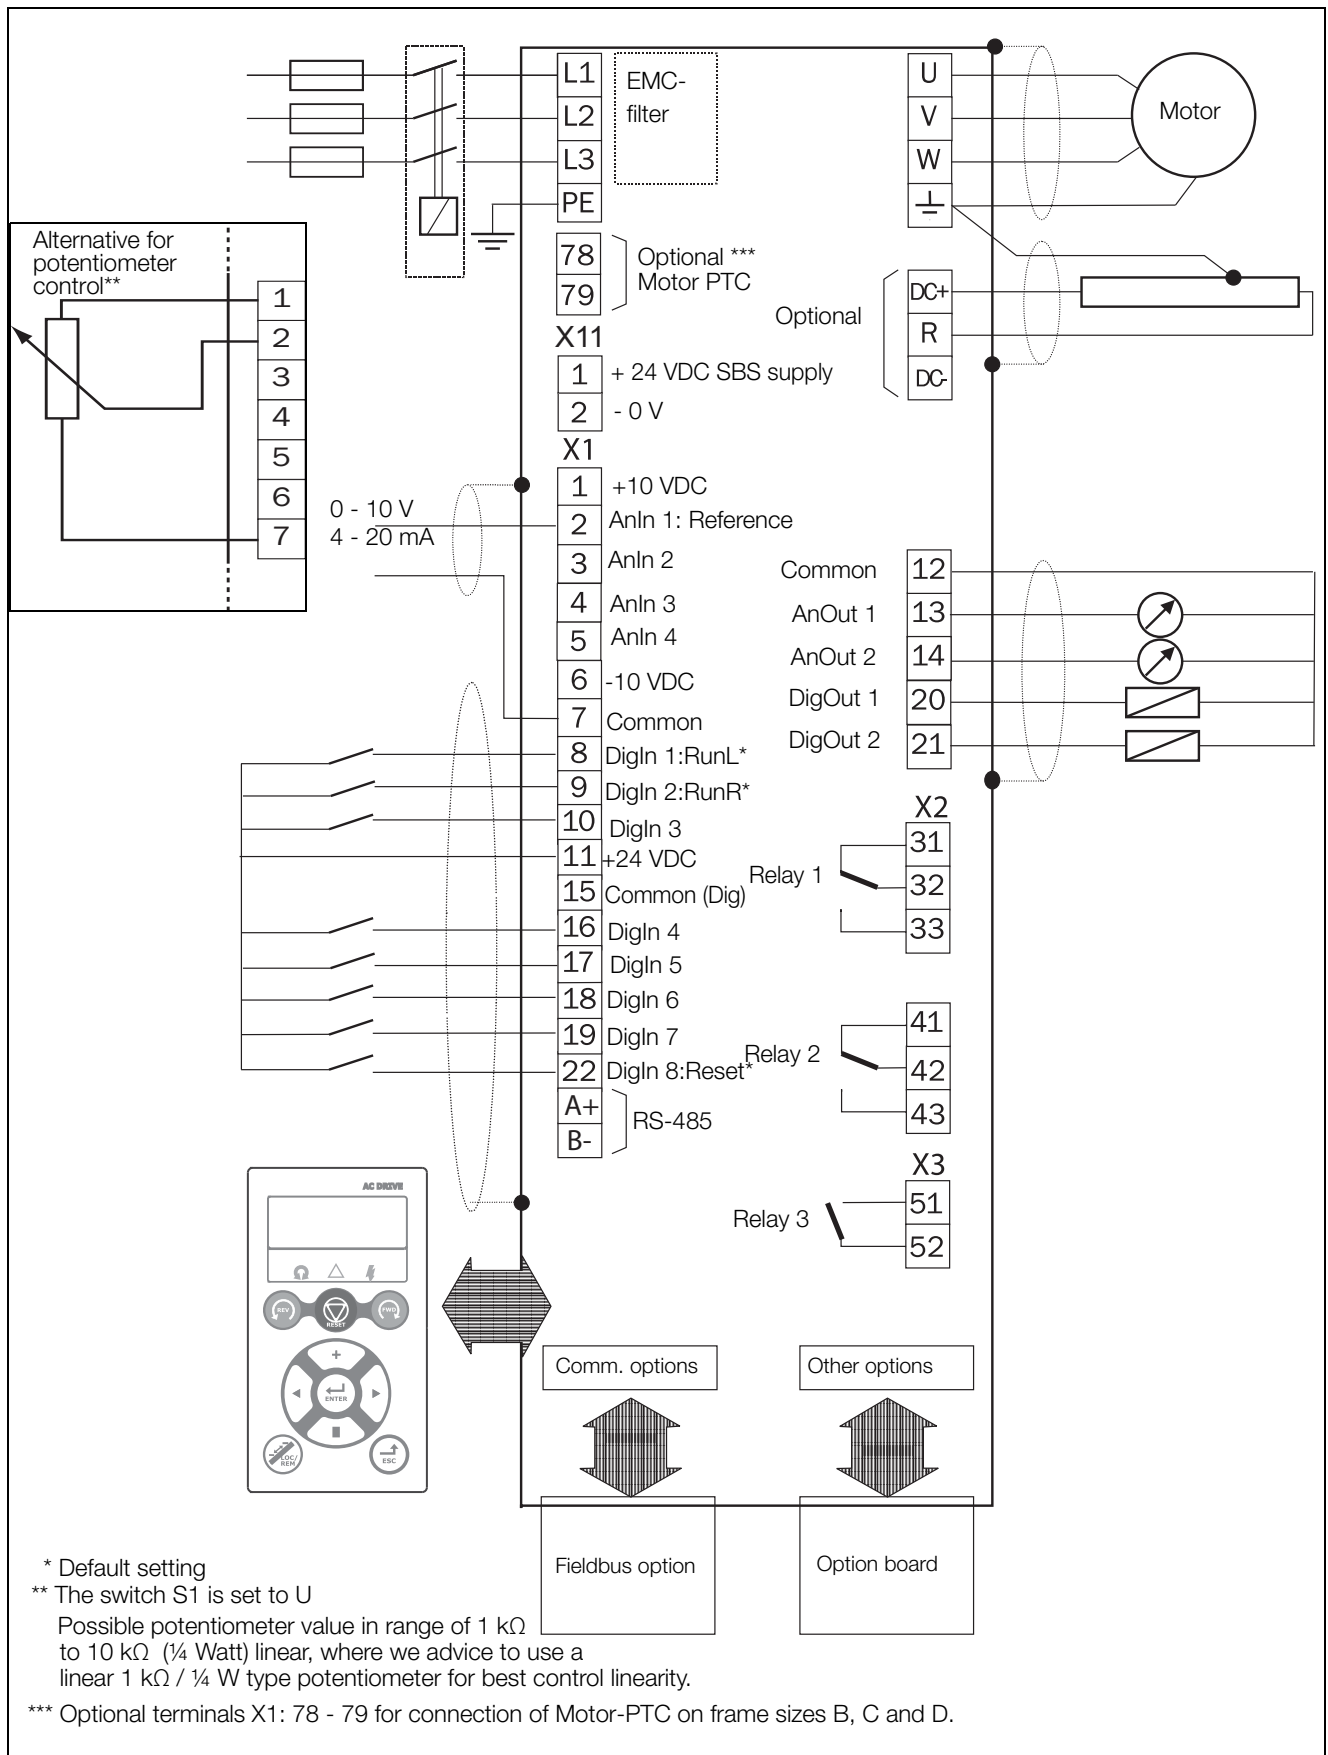 L1
L2
L3
PE
EMC-
filter
U
V
W
Motor
78
79
Optional ***
Motor PTC
Alternative for
potentiometer
control**
1
2
3
4
5
6
7
Optional
DC+
R
DC-
X11
1 + 24 VDC SBS supply
2 - 0 V
X1
1 +10 VDC
0 - 10 V
4 - 20 mA
2 AnIn 1: Reference
3 AnIn 2
4 AnIn 3
5 AnIn 4
6 -10 VDC
7 Common
8 DigIn 1:RunL*
9 DigIn 2:RunR*
10 DigIn 3
11 +24 VDC
15 Common (Dig)
16 DigIn 4
17 DigIn 5
18 DigIn 6
19 DigIn 7
22 DigIn 8:Reset*
A+
B-
RS-485
Common 12
AnOut 1 13
AnOut 2 14
DigOut 1 20
DigOut 2 21
X2
Relay 1
31
32
33
Relay 2
41
42
43
X3
Relay 3
51
52
AC DRIVE
REV
RESET
FWD
+
ENTER
LOC/
REM
ESC
Comm. options
Other options
Fieldbus option
Option board
* Default setting
** The switch S1 is set to U
Possible potentiometer value in range of 1 kΩ
to 10 kΩ (¼ Watt) linear, where we advice to use a
linear 1 kΩ / ¼ W type potentiometer for best control linearity.
*** Optional terminals X1: 78 - 79 for connection of Motor-PTC on frame sizes B, C and D.